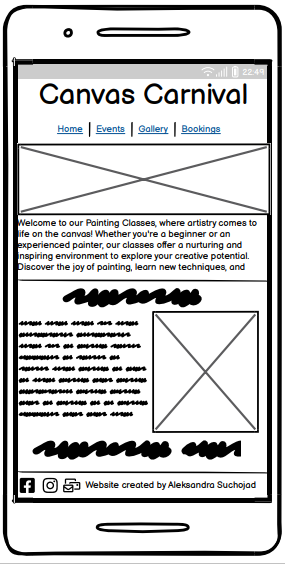 22:49
Canvas Carnival
Home | Events | Gallery | Bookings
Welcome to our Painting Classes, where artistry comes to
life on the canvas! Whether you're a beginner or an
experienced painter, our classes offer a nurturing and
inspiring environment to explore your creative potential.
Discover the joy of painting, learn new techniques, and
Website created by Aleksandra Suchojad